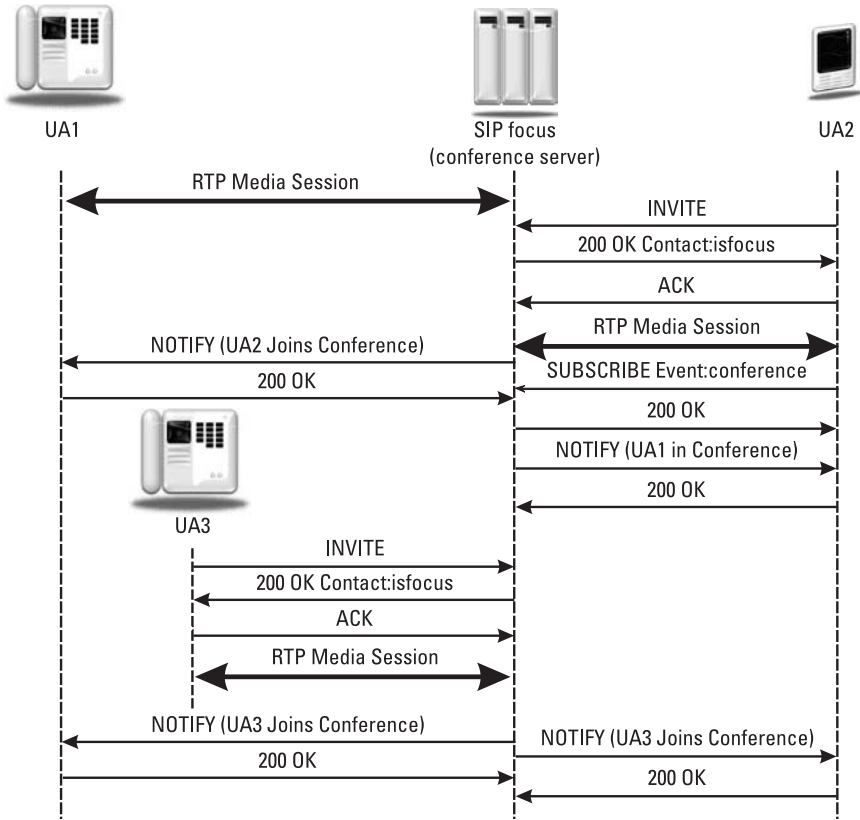 UA1
SIP focus
(conference server)
UA2
RTP Media Session
INVITE
200 OK Contact:isfocus
ACK
RTP Media Session
NOTIFY (UA2 Joins Conference)
SUBSCRIBE Event:conference
200 OK
200 OK
NOTIFY (UA1 in Conference)
200 OK
UA3
INVITE
200 OK Contact:isfocus
ACK
RTP Media Session
NOTIFY (UA3 Joins Conference)
NOTIFY (UA3 Joins Conference)
200 OK
200 OK